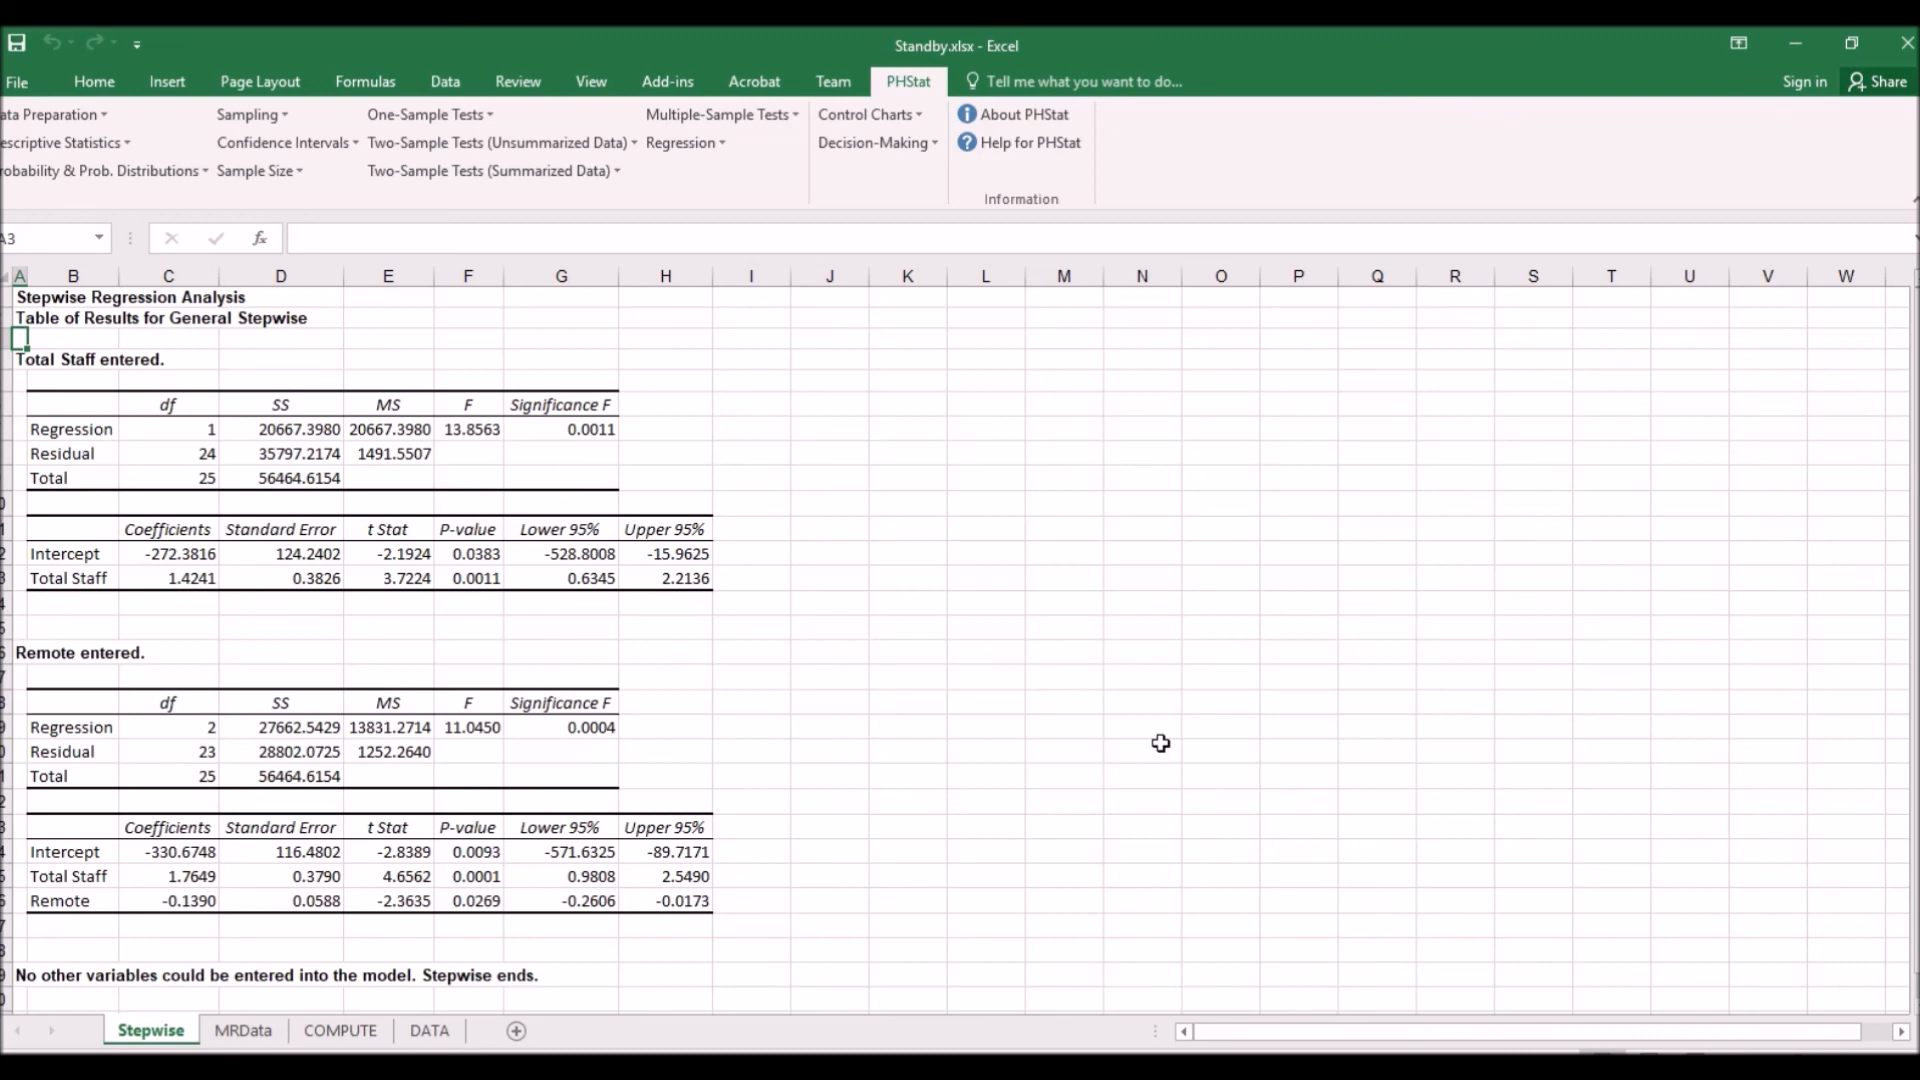 Standby.xlsx - Excel
File Home Insert Page Layout Formulas Data Review View Add-ins Acrobat Team PHStat Tell me what you want to do... Sign in Share
ata Preparation Sampling One-Sample Tests Multiple-Sample Tests Control Charts About PHStat
escriptive Statistics Confidence Intervals Two-Sample Tests (Unsummarized Data) Regression Decision-Making Help for PHStat
robability & Prob. Distributions Sample Size Two-Sample Tests (Summarized Data)
Information
A3 fx
A B C D E F G H I J K L M N O P Q R S T U V W
Stepwise Regression Analysis
Table of Results for General Stepwise
Total Staff entered.
df SS MS F Significance F
Regression 1 20667.3980 20667.3980 13.8563 0.0011
Residual 24 35797.2174 1491.5507
Total 25 56464.6154
Coefficients Standard Error t Stat P-value Lower 95% Upper 95%
Intercept -272.3816 124.2402 -2.1924 0.0383 -528.8008 -15.9625
Total Staff 1.4241 0.3826 3.7224 0.0011 0.6345 2.2136
Remote entered.
df SS MS F Significance F
Regression 2 27662.5429 13831.2714 11.0450 0.0004
Residual 23 28802.0725 1252.2640
Total 25 56464.6154
Coefficients Standard Error t Stat P-value Lower 95% Upper 95%
Intercept -330.6748 116.4802 -2.8389 0.0093 -571.6325 -89.7171
Total Staff 1.7649 0.3790 4.6562 0.0001 0.9808 2.5490
Remote -0.1390 0.0588 -2.3635 0.0269 -0.2606 -0.0173
No other variables could be entered into the model. Stepwise ends.
Stepwise MRData COMPUTE DATA